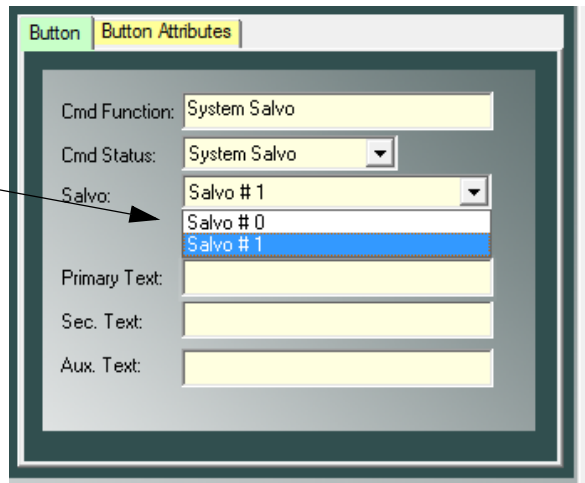 Button Button Attributes
Cmd Function: System Salvo
Cmd Status: System Salvo
Salvo: Salvo # 1
Salvo # 0
Salvo # 1
Primary Text:
Sec. Text:
Aux. Text: